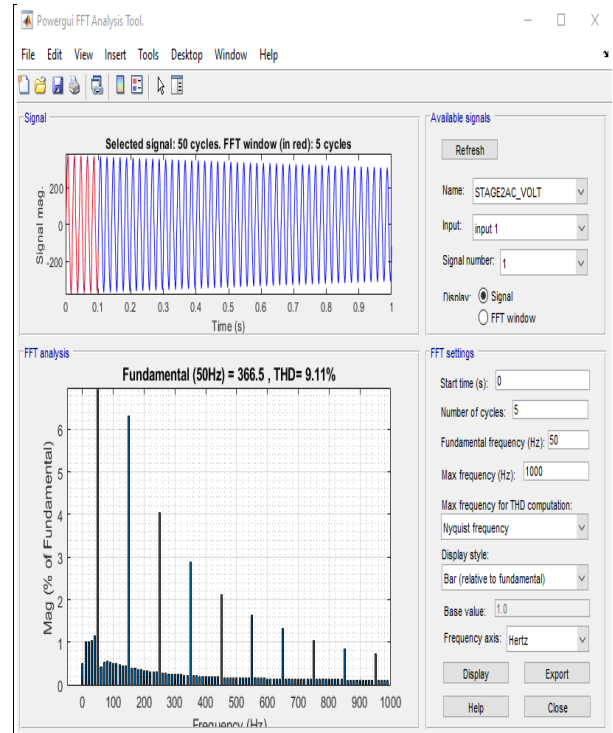 Powergui FFT Analysis Tool.
File Edit View Insert Tools Desktop Window Help
Signal
Selected signal: 50 cycles. FFT window (in red): 5 cycles
Signal mag.
200
0
-200
0 0.1 0.2 0.3 0.4 0.5 0.6 0.7 0.8 0.9 1
Time (s)
Available signals
Refresh
Name: STAGE2AC_VOLT
Input: input 1
Signal number: 1
Display: Signal
FFT window
FFT analysis
Fundamental (50Hz) = 366.5 , THD= 9.11%
Mag (% of Fundamental)
6
5
4
3
2
1
0
0 100 200 300 400 500 600 700 800 900 1000
Frequency (Hz)
FFT settings
Start time (s): 0
Number of cycles: 5
Fundamental frequency (Hz): 50
Max frequency (Hz): 1000
Max frequency for THD computation:
Nyquist frequency
Display style:
Bar (relative to fundamental)
Base value: 1.0
Frequency axis: Hertz
Display Export
Help Close